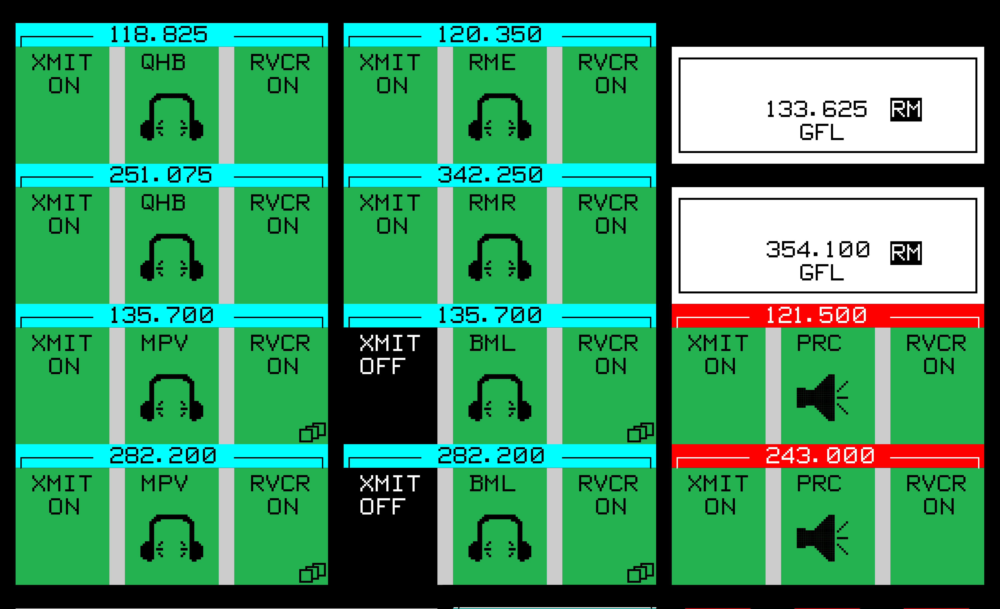 118.825
XMIT QHB RVCR
ON ON
120.350
XMIT RME RVCR
ON ON
133.625 RM
GFL
251.075
XMIT QHB RVCR
ON ON
342.250
XMIT RMR RVCR
ON ON
354.100 RM
GFL
135.700
XMIT MPV RVCR
ON ON
135.700
XMIT BML RVCR
OFF ON
121.500
XMIT PRC RVCR
ON ON
282.200
XMIT MPV RVCR
ON ON
282.200
XMIT BML RVCR
OFF ON
243.000
XMIT PRC RVCR
ON ON